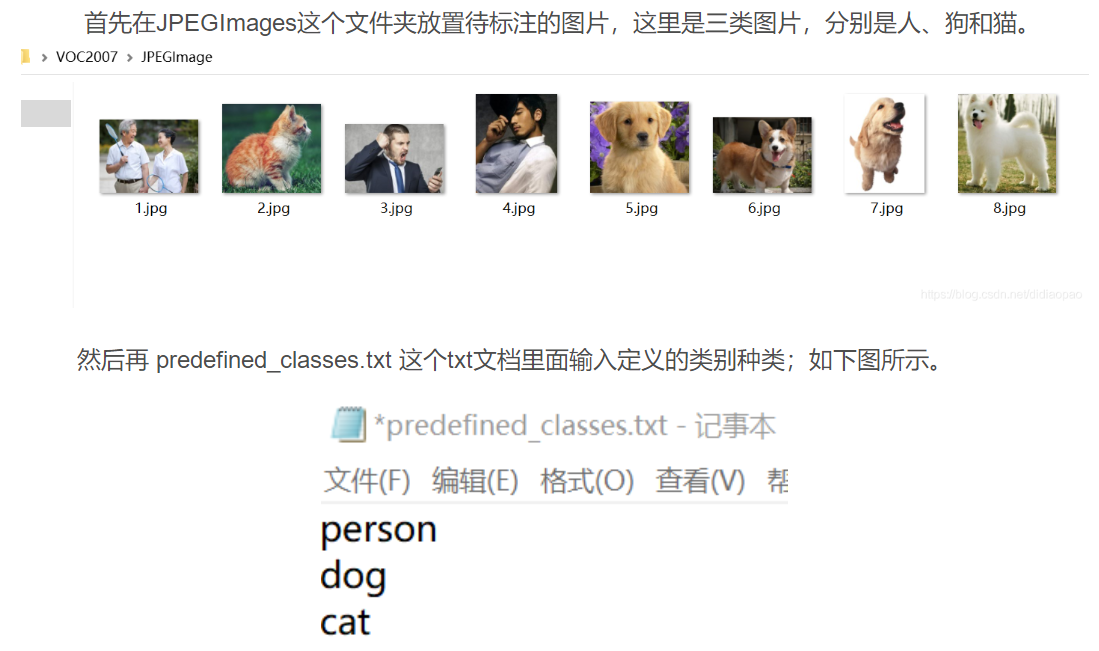 首先在JPEGImages这个文件夹放置待标注的图片，这里是三类图片，分别是人、狗和猫。
VOC2007 > JPEGImage
1.jpg 2.jpg 3.jpg 4.jpg 5.jpg 6.jpg 7.jpg 8.jpg
https://blog.csdn.net/didiaopao
然后再 predefined_classes.txt 这个txt文档里面输入定义的类别种类；如下图所示。
*predefined_classes.txt - 记事本
文件(F) 编辑(E) 格式(O) 查看(V)
person
dog
cat